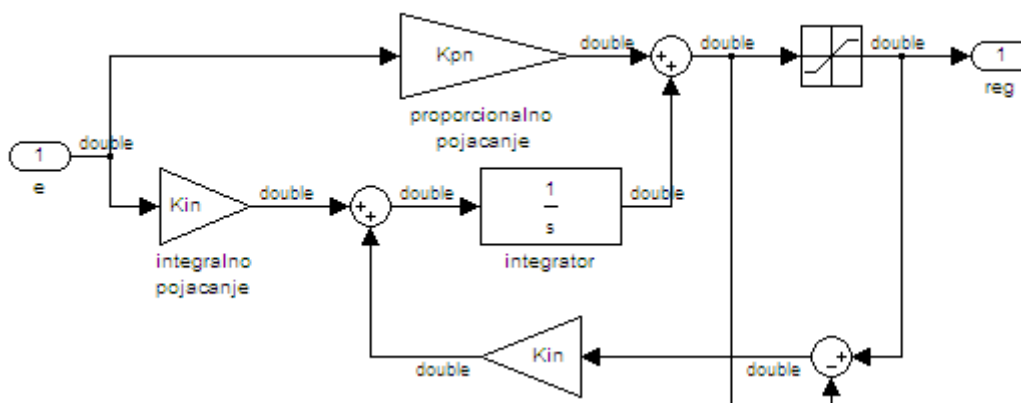 Kpn
double
double
double
1
reg
proporcionalno
pojacanje
1
double
e
Kin
double
double
1
s
double
integralno
pojacanje
integrator
Kin
double
double